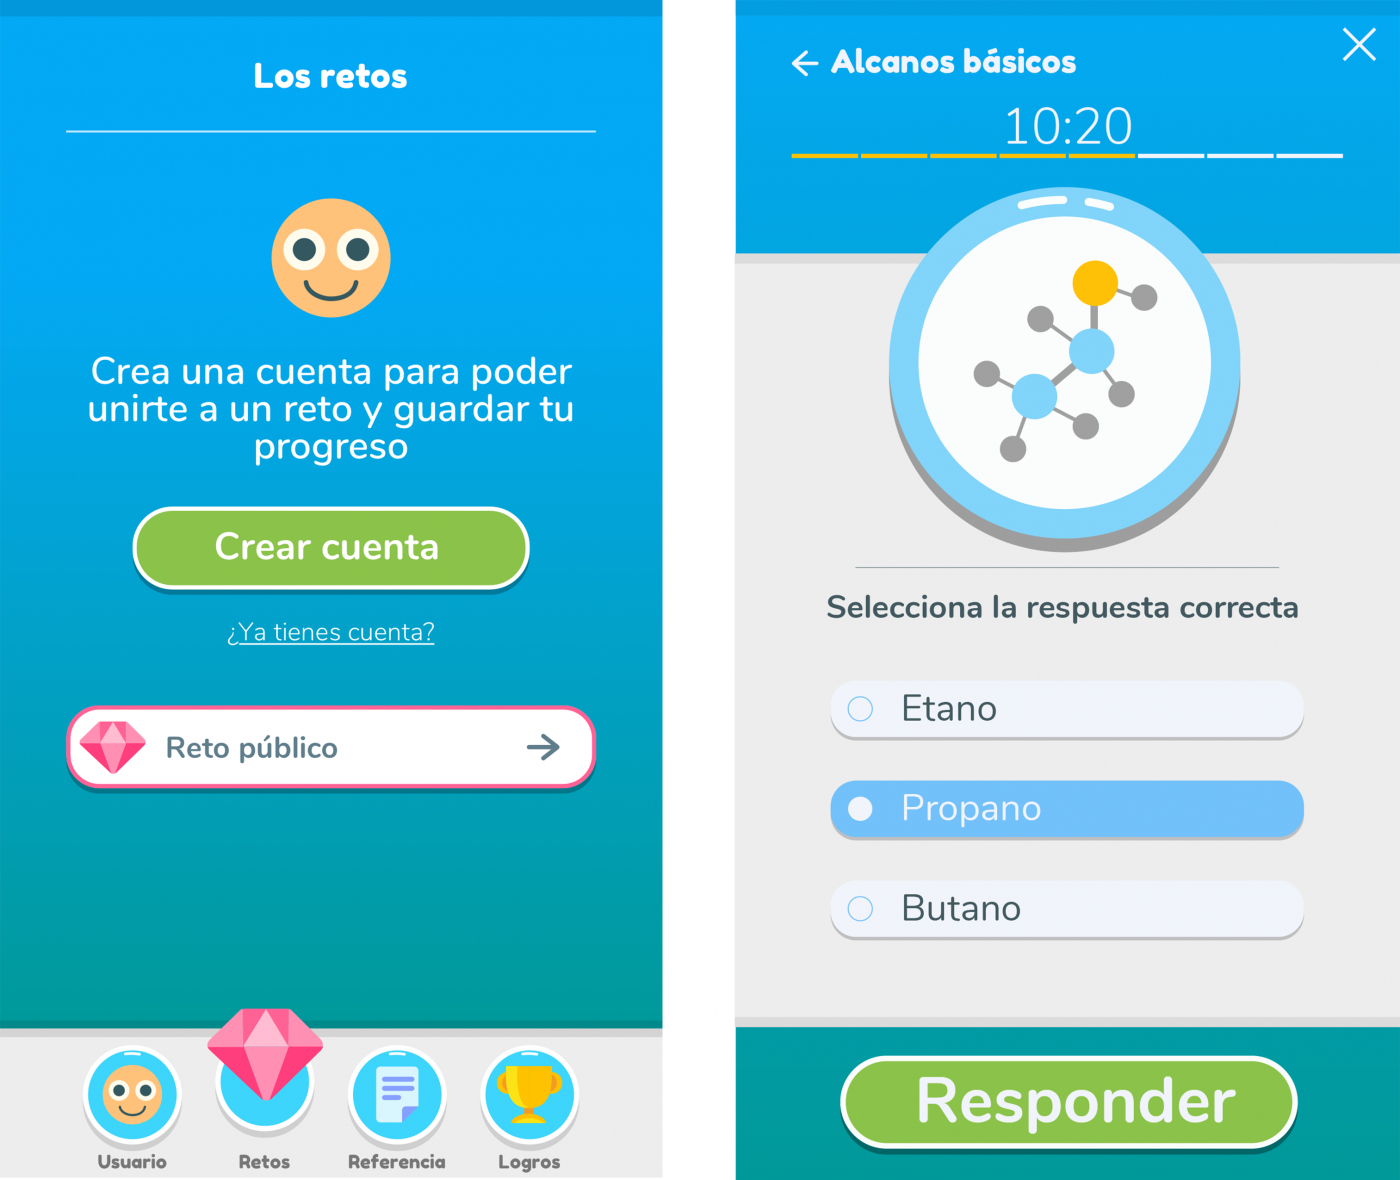 Los retos
Crea una cuenta para poder
unirte a un reto y guardar tu
progreso
Crear cuenta
¿Ya tienes cuenta?
Reto público
Usuario
Retos
Referencia
Logros
Alcanos básicos
10:20
Selecciona la respuesta correcta
Etano
Propano
Butano
Responder